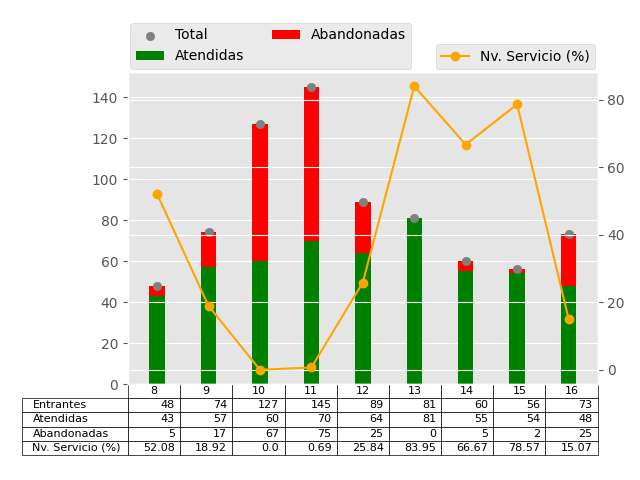 Total Abandonadas
Atendidas
Nv. Servicio (%)
140
120
100
80
60
40
20
0
80
60
40
20
0
8 9 10 11 12 13 14 15 16
Entrantes 48 74 127 145 89 81 60 56 73
Atendidas 43 57 60 70 64 81 55 54 48
Abandonadas 5 17 67 75 25 0 5 2 25
Nv. Servicio (%) 52.08 18.92 0.0 0.69 25.84 83.95 66.67 78.57 15.07